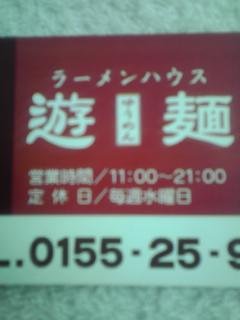 ラーメンハウス
遊 ゆうめん 麺
営業時間/11:00～21:00
定休日/毎週水曜日
L.0155-25-9